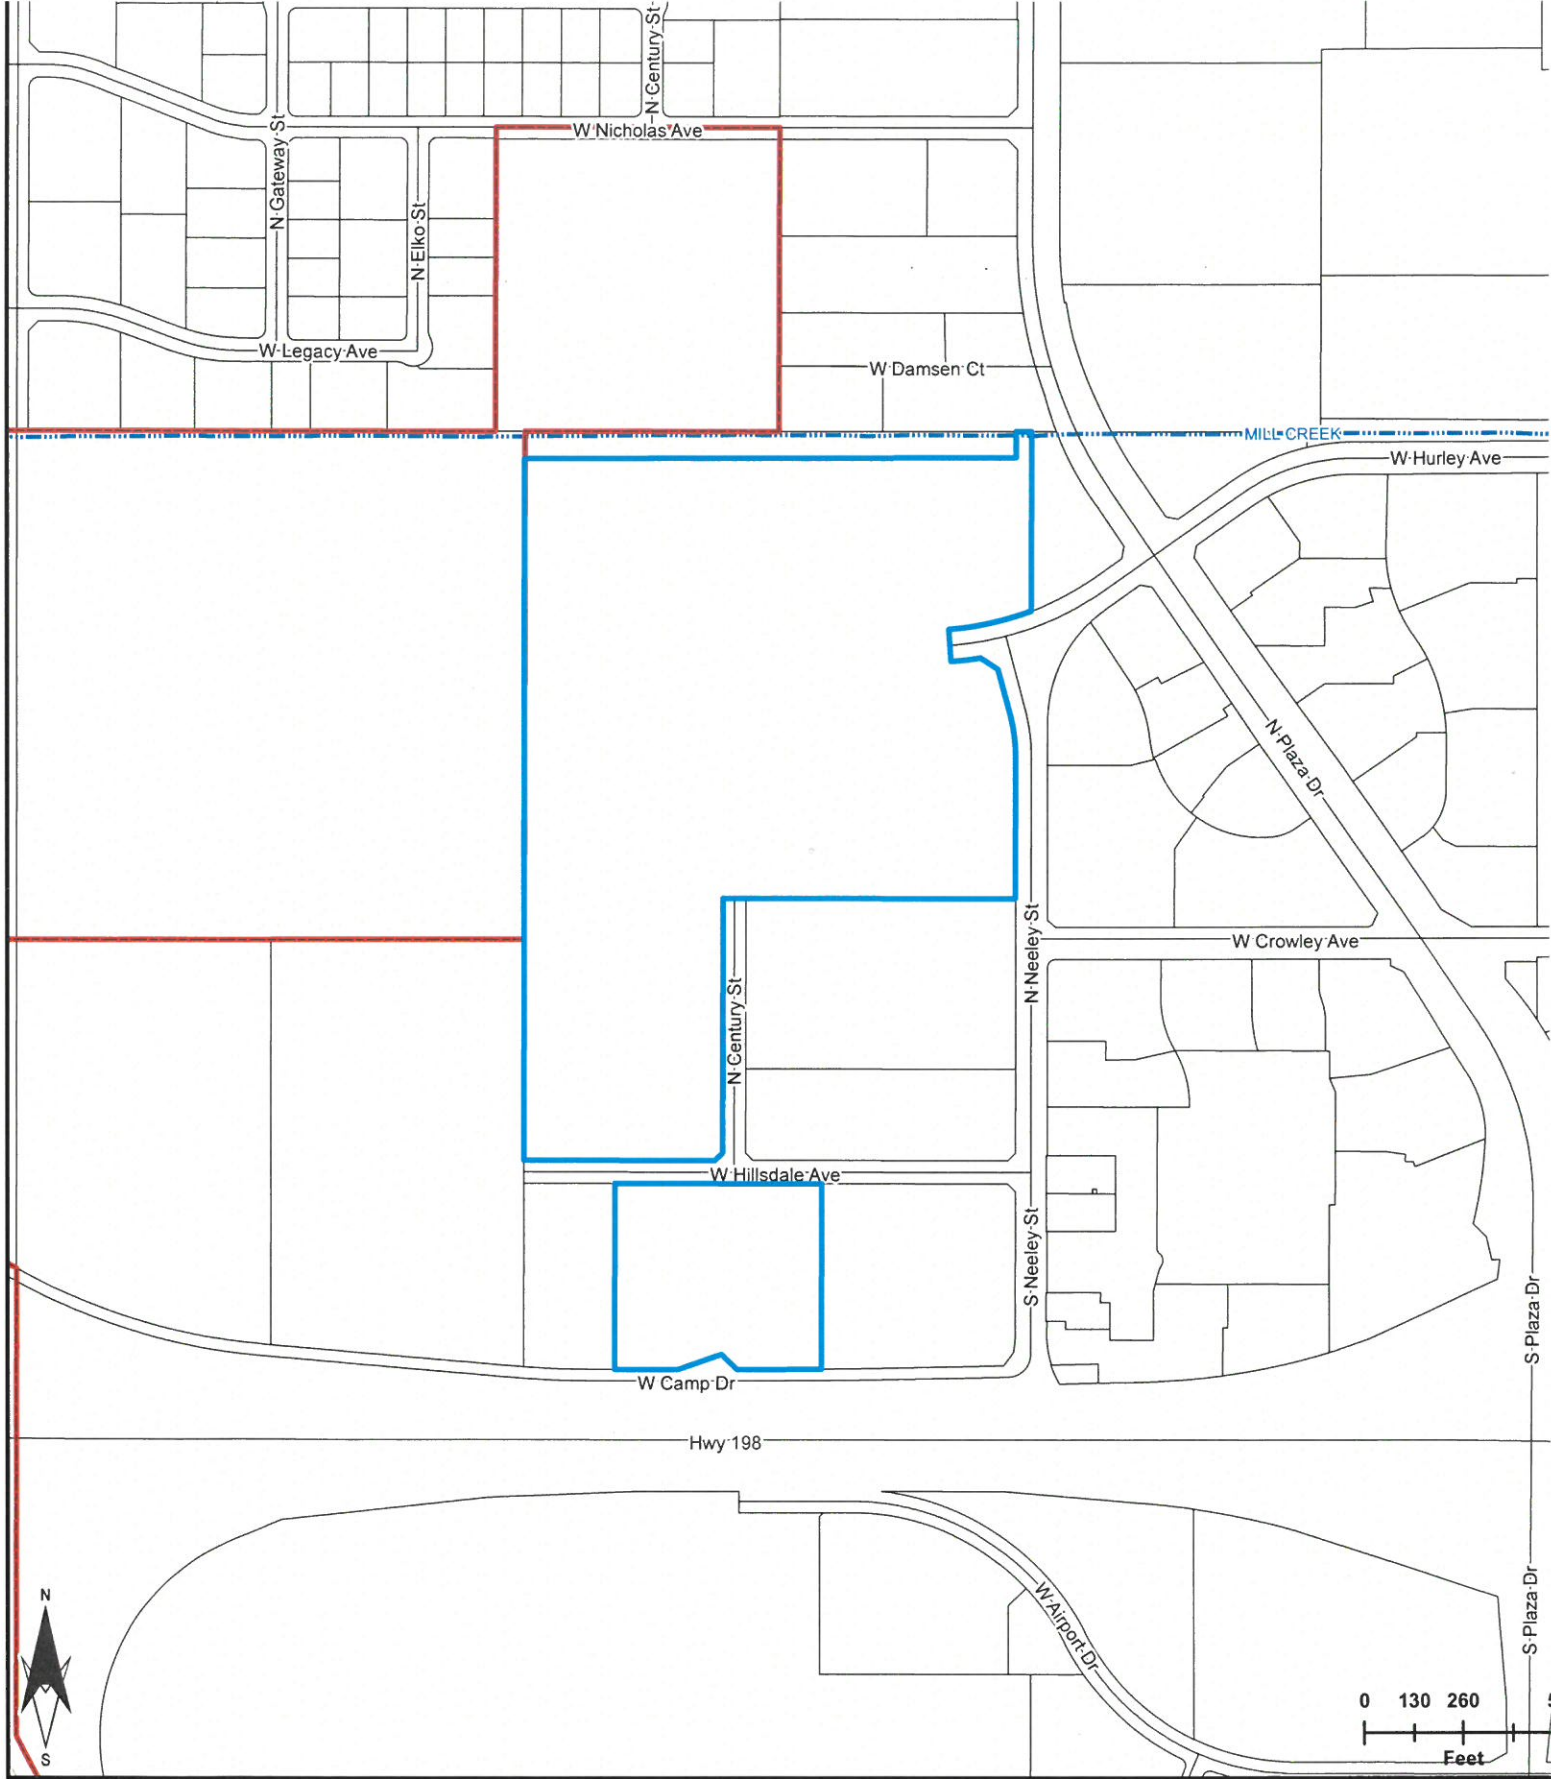 N Century St
W Nicholas Ave
N Gateway St
N Elko St
W Legacy Ave
W Damsen Ct
MILL CREEK
W Hurley Ave
N Plaza Dr
N Neeley St
W Crowley Ave
N Century St
W Hillsdale Ave
S Neeley St
S Plaza Dr
W Camp Dr
Hwy 198
S Plaza Dr
W Airport Dr
N
S
0 130 260
Feet